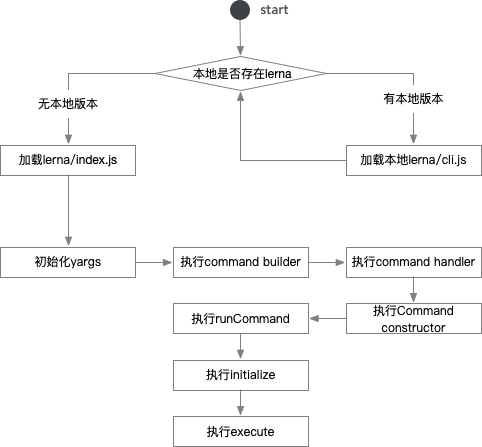 start
本地是否存在lerna
无本地版本
有本地版本
加载lerna/index.js
加载本地lerna/cli.js
初始化yargs
执行command builder
执行command handler
执行runCommand
执行Command
constructor
执行initialize
执行execute